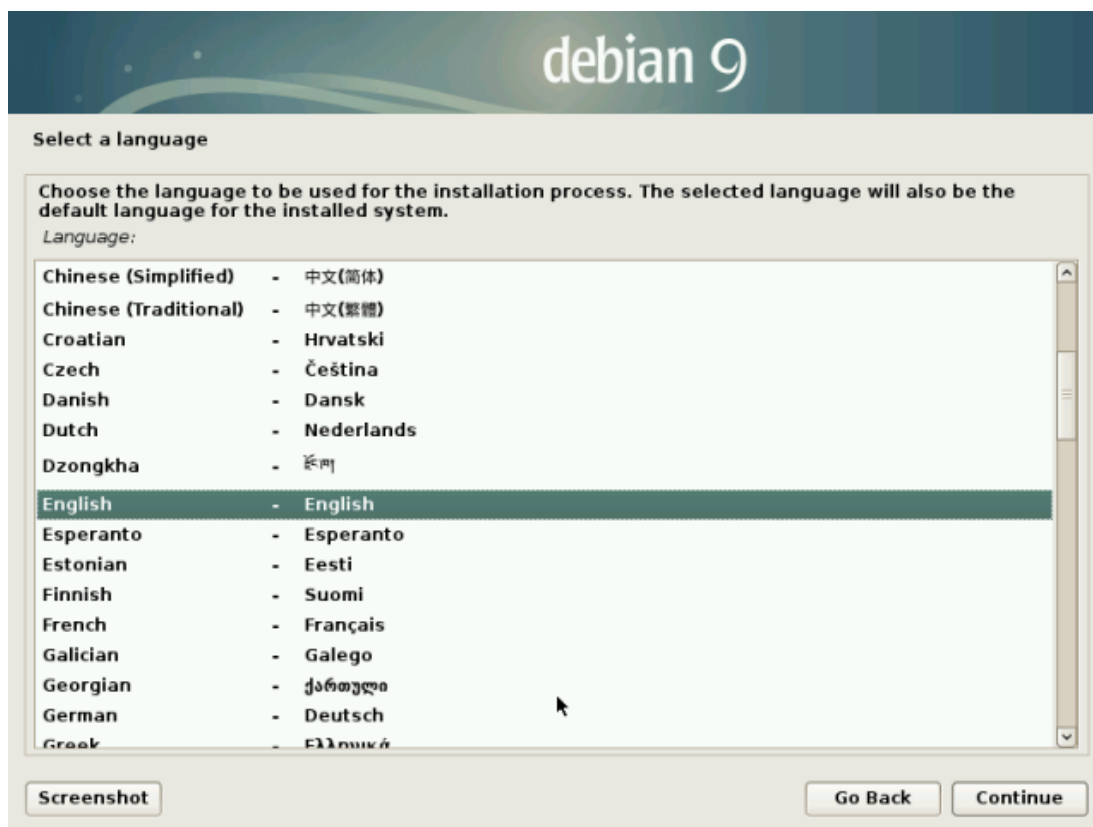 debian 9
Select a language
Choose the language to be used for the installation process. The selected language will also be the
default language for the installed system.
Language:
Chinese (Simplified) - 中文(简体)
Chinese (Traditional) - 中文(繁體)
Croatian - Hrvatski
Czech - Čeština
Danish - Dansk
Dutch - Nederlands
Dzongkha - རྫོང་ཁ།
English - English
Esperanto - Esperanto
Estonian - Eesti
Finnish - Suomi
French - Français
Galician - Galego
Georgian - ქართული
German - Deutsch
Greek - Ελληνικά
Screenshot
Go Back
Continue